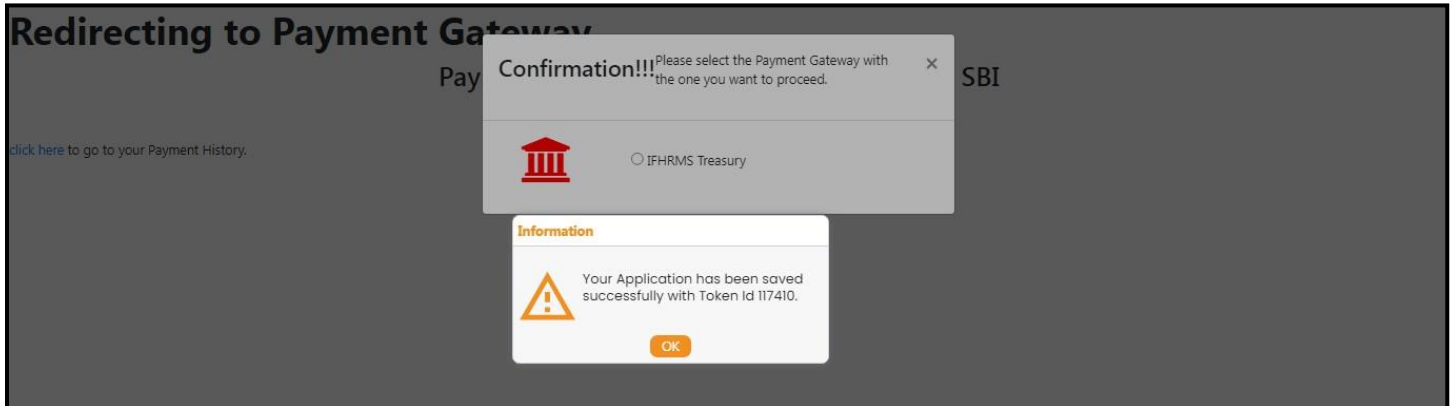 Redirecting to Payment Gateway
Pay
SBI
Confirmation!!!
Please select the Payment Gateway with
the one you want to proceed.
×
click here to go to your Payment History.
IFHRMS Treasury
Information
Your Application has been saved
successfully with Token Id 117410.
OK